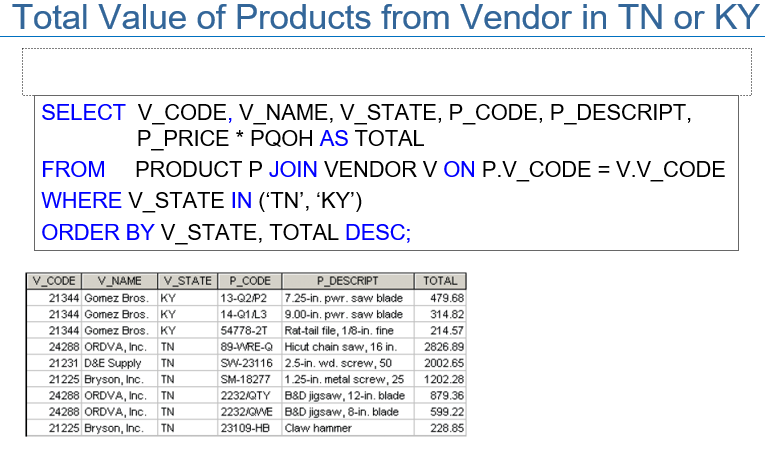 Total Value of Products from Vendor in TN or KY
SELECT V_CODE, V_NAME, V_STATE, P_CODE, P_DESCRIPT,
P_PRICE * PQOH AS TOTAL
FROM PRODUCT P JOIN VENDOR V ON P.V_CODE = V.V_CODE
WHERE V_STATE IN (‘TN’, ‘KY’)
ORDER BY V_STATE, TOTAL DESC;
V_CODE V_NAME V_STATE P_CODE P_DESCRIPT TOTAL
21344 Gomez Bros. KY 13-Q2/P2 7.25-in. pwr. saw blade 479.68
21344 Gomez Bros. KY 14-Q1/L3 9.00-in. pwr. saw blade 314.82
21344 Gomez Bros. KY 54778-2T Rat-tail file, 1/8-in. fine 214.57
24288 ORDVA, Inc. TN 89-WRE-Q Hicut chain saw, 16 in. 2826.89
21231 D&E Supply TN SW-23116 2.5-in. wd. screw, 50 2002.65
21225 Bryson, Inc. TN SM-18277 1.25-in. metal screw, 25 1202.28
24288 ORDVA, Inc. TN 2232/QTY B&D jigsaw, 12-in. blade 879.36
24288 ORDVA, Inc. TN 2232/QWE B&D jigsaw, 8-in. blade 599.22
21225 Bryson, Inc. TN 23109-HB Claw hammer 228.85